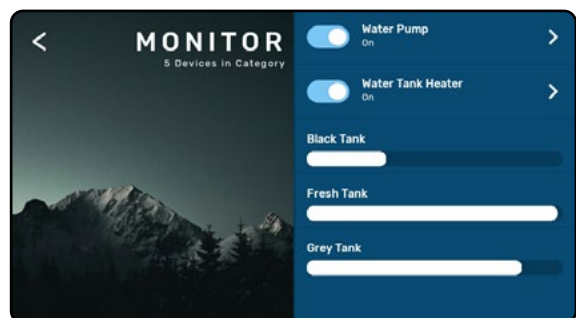 MONITOR
5 Devices in Category
Water Pump
On
Water Tank Heater
On
Black Tank
Fresh Tank
Grey Tank